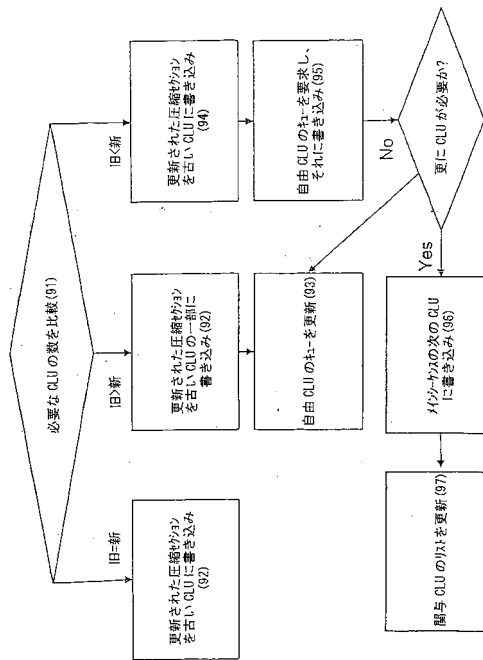 必要な CLU の数を比較(91)
旧=新
更新された圧縮セクション
を古い CLU に書き込み
(92)
旧>新
更新された圧縮セクション
を古い CLU の一部に
書き込み(92)
自由 CLU のキューを更新(93)
旧<新
更新された圧縮セクション
を古い CLU に書き込み
(94)
自由 CLU のキューを要求し、
それに書き込み(95)
No
更に CLU が必要か?
Yes
メインシーケンスの次の CLU
に書き込み(96)
関与 CLU のリストを更新(97)